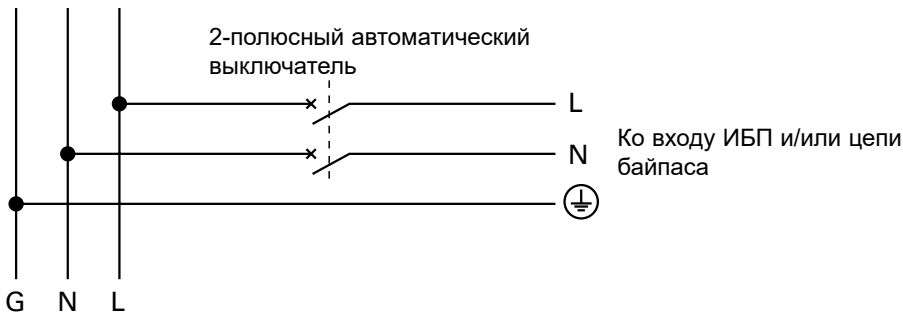 2-полюсный автоматический
выключатель
L
N
Ко входу ИБП и/или цепи
байпаса
G N L